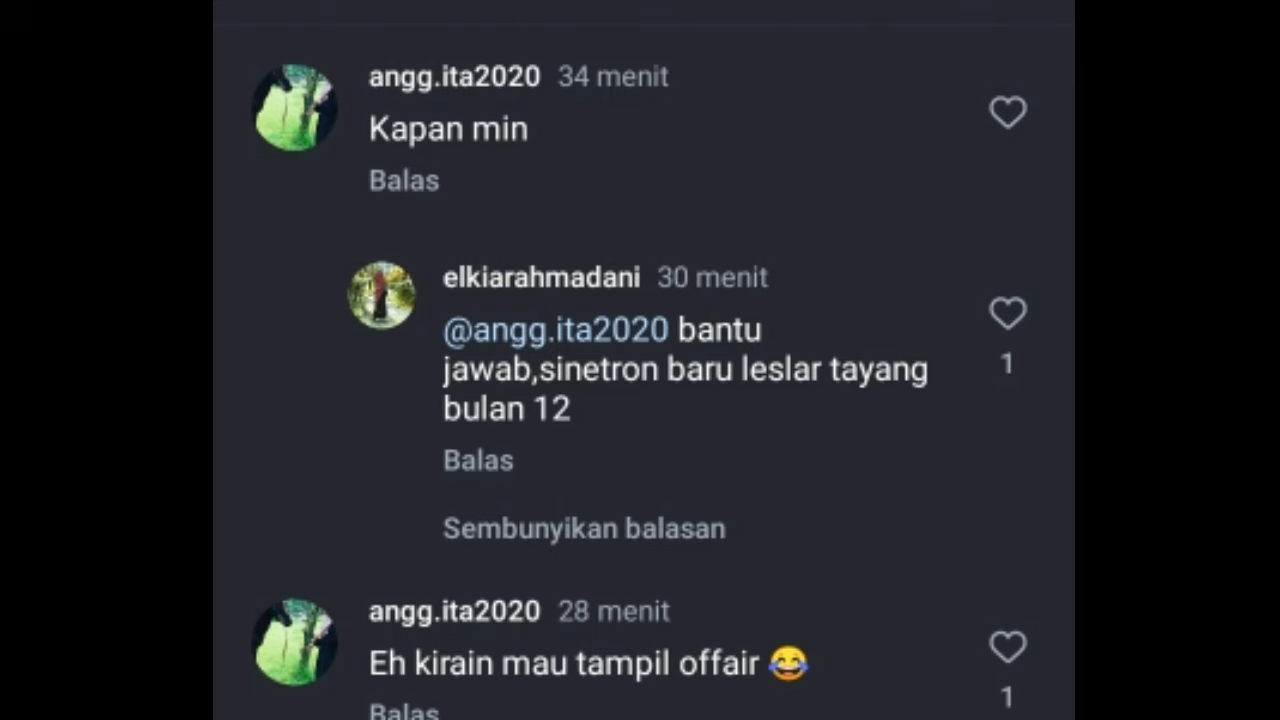 angg.ita2020 34 menit
Kapan min
Balas
elkiarahmadani 30 menit
@angg.ita2020 bantu
jawab,sinetron baru leslar tayang
bulan 12
1
Balas
Sembunyikan balasan
angg.ita2020 28 menit
Eh kirain mau tampil offair 😂
1
Balas